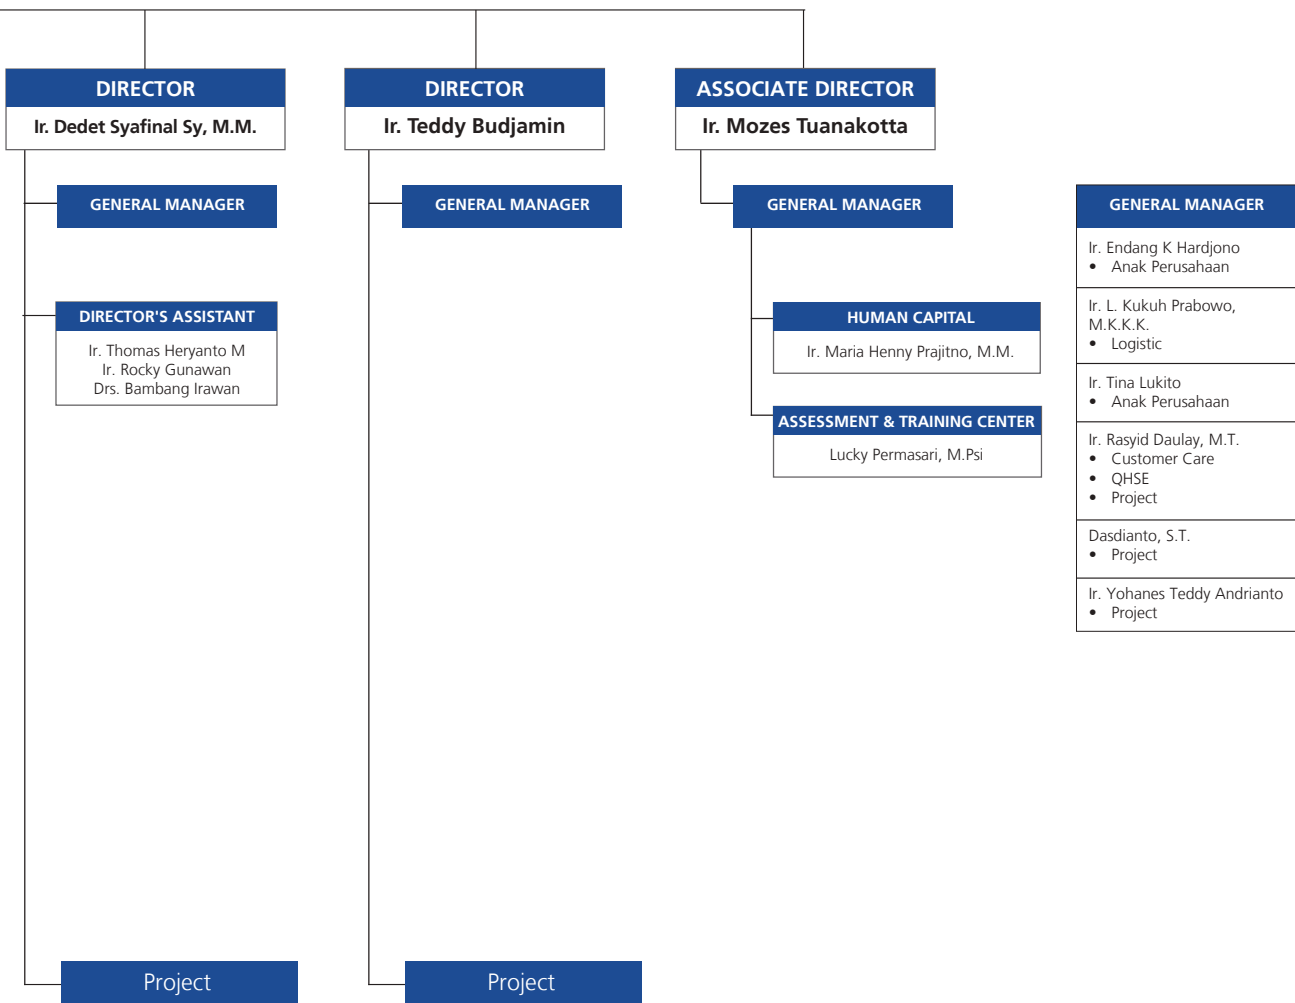 DIRECTOR
Ir. Dedet Syafinal Sy, M.M.
GENERAL MANAGER
DIRECTOR'S ASSISTANT
Ir. Thomas Heryanto M
Ir. Rocky Gunawan
Drs. Bambang Irawan
Project
DIRECTOR
Ir. Teddy Budjamin
GENERAL MANAGER
Project
ASSOCIATE DIRECTOR
Ir. Mozes Tuanakotta
GENERAL MANAGER
HUMAN CAPITAL
Ir. Maria Henny Prajitno, M.M.
ASSESSMENT & TRAINING CENTER
Lucky Permasari, M.Psi
GENERAL MANAGER
Ir. Endang K Hardjono
• Anak Perusahaan
Ir. L. Kukuh Prabowo,
M.K.K.K.
• Logistic
Ir. Tina Lukito
• Anak Perusahaan
Ir. Rasyid Daulay, M.T.
• Customer Care
• QHSE
• Project
Dasdianto, S.T.
• Project
Ir. Yohanes Teddy Andrianto
• Project